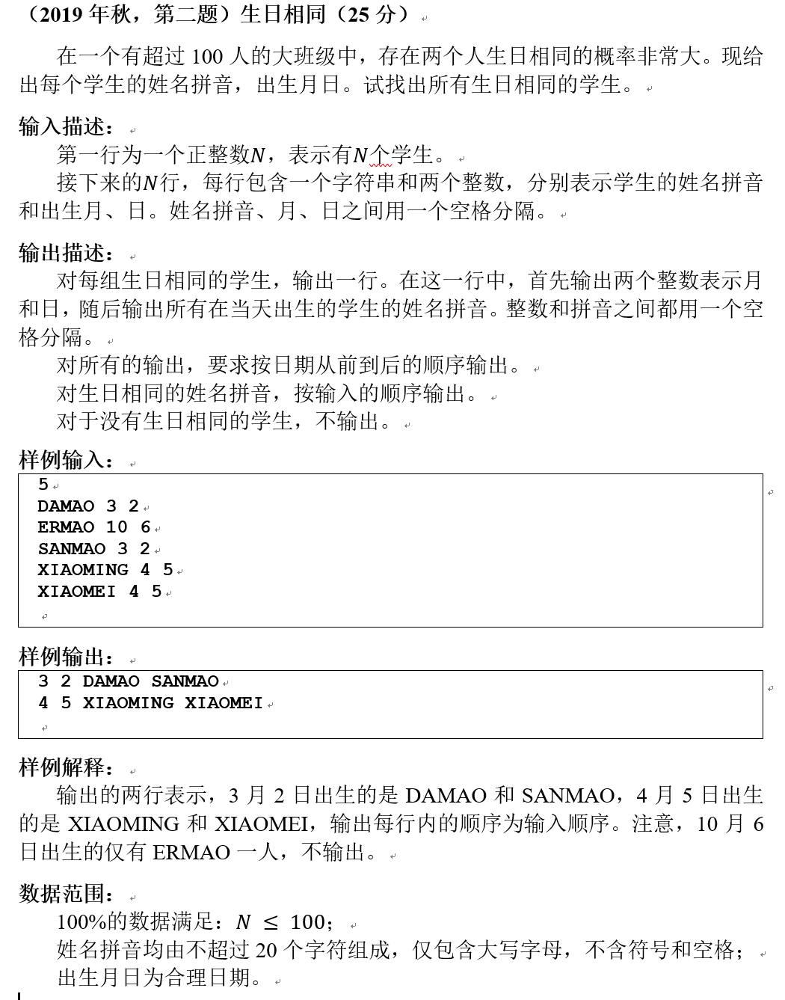 （2019 年秋，第二题）生日相同（25 分）
在一个有超过 100 人的大班级中，存在两个人生日相同的概率非常大。现给
出每个学生的姓名拼音，出生月日。试找出所有生日相同的学生。
输入描述：
第一行为一个正整数N，表示有N个学生。
接下来的N行，每行包含一个字符串和两个整数，分别表示学生的姓名拼音
和出生月、日。姓名拼音、月、日之间用一个空格分隔。
输出描述：
对每组生日相同的学生，输出一行。在这一行中，首先输出两个整数表示月
和日，随后输出所有在当天出生的学生的姓名拼音。整数和拼音之间都用一个空
格分隔。
对所有的输出，要求按日期从前到后的顺序输出。
对生日相同的姓名拼音，按输入的顺序输出。
对于没有生日相同的学生，不输出。
样例输入：
5
DAMAO 3 2
ERMAO 10 6
SANMAO 3 2
XIAOMING 4 5
XIAOMEI 4 5
样例输出：
3 2 DAMAO SANMAO
4 5 XIAOMING XIAOMEI
样例解释：
输出的两行表示，3 月 2 日出生的是 DAMAO 和 SANMAO，4 月 5 日出生
的是 XIAOMING 和 XIAOMEI，输出每行内的顺序为输入顺序。注意，10 月 6
日出生的仅有 ERMAO 一人，不输出。
数据范围：
100%的数据满足：N ≤ 100；
姓名拼音均由不超过 20 个字符组成，仅包含大写字母，不含符号和空格；
出生月日为合理日期。